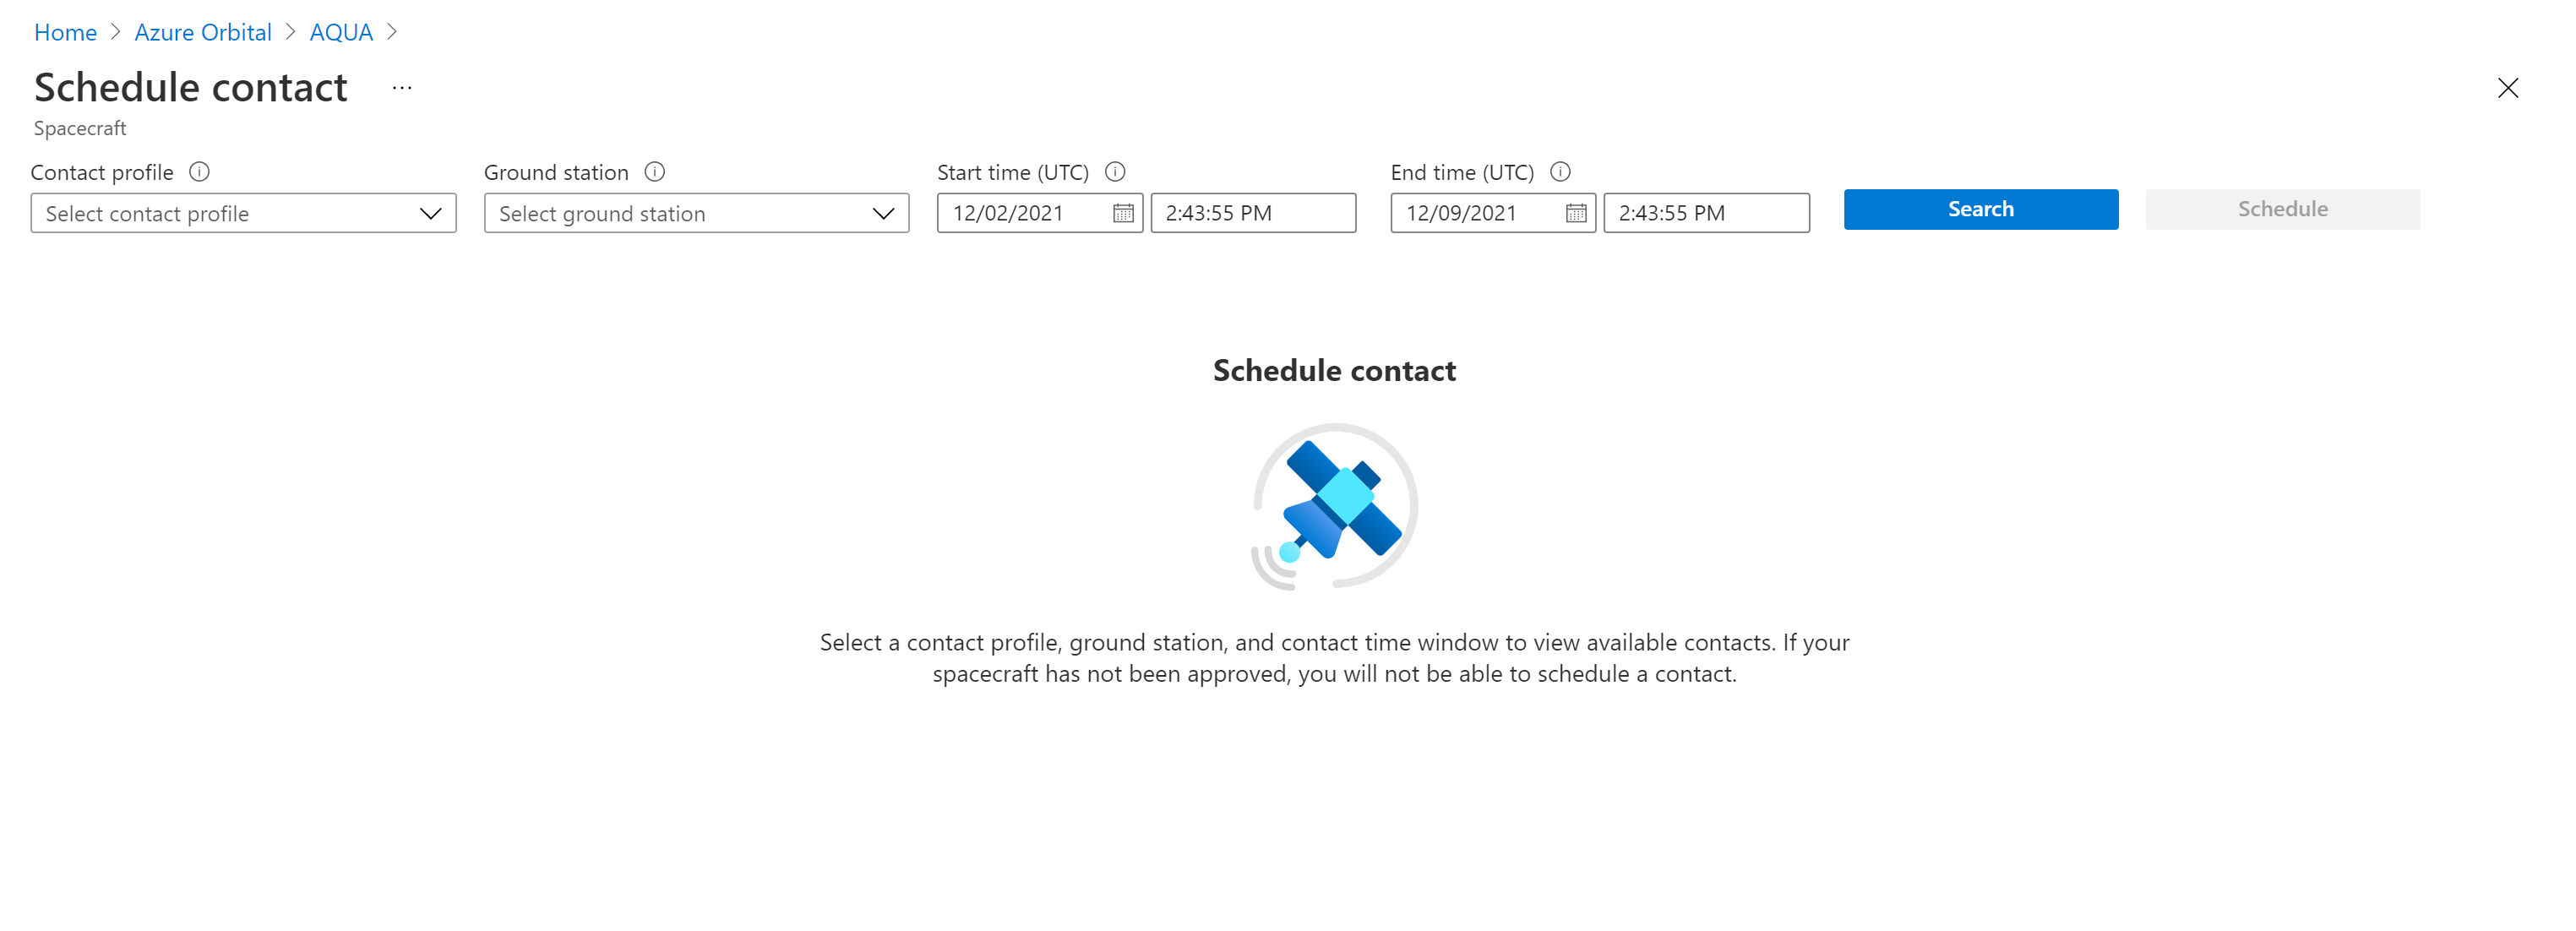 Home > Azure Orbital > AQUA >
Schedule contact ...
Spacecraft
Contact profile Ground station Start time (UTC) End time (UTC)
Select contact profile Select ground station 12/02/2021 2:43:55 PM 12/09/2021 2:43:55 PM Search Schedule
Schedule contact
Select a contact profile, ground station, and contact time window to view available contacts. If your
spacecraft has not been approved, you will not be able to schedule a contact.